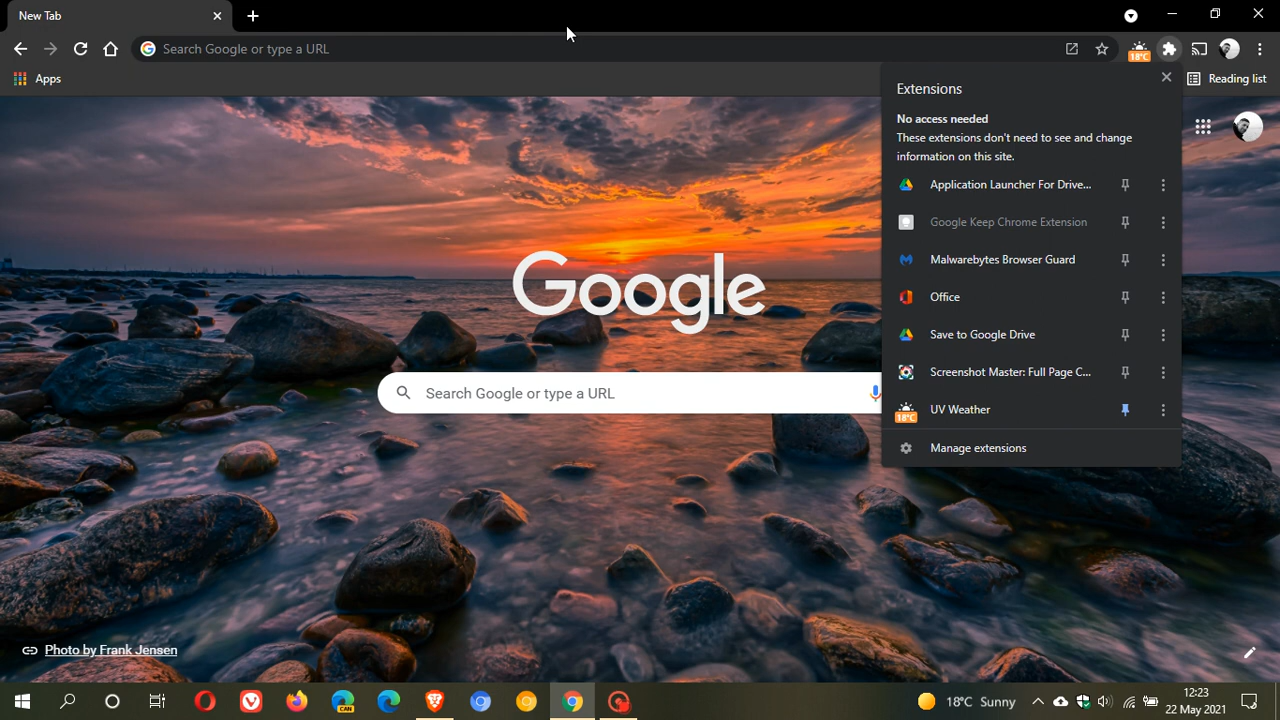 New Tab
Search Google or type a URL
18°C
Apps
Reading list
Extensions
No access needed
These extensions don't need to see and change
information on this site.
Application Launcher For Drive...
Google Keep Chrome Extension
Malwarebytes Browser Guard
Office
Save to Google Drive
Screenshot Master: Full Page C...
18°C
UV Weather
Manage extensions
Google
Search Google or type a URL
Photo by Frank Jensen
CAN
18°C Sunny
12:23
22 May 2021